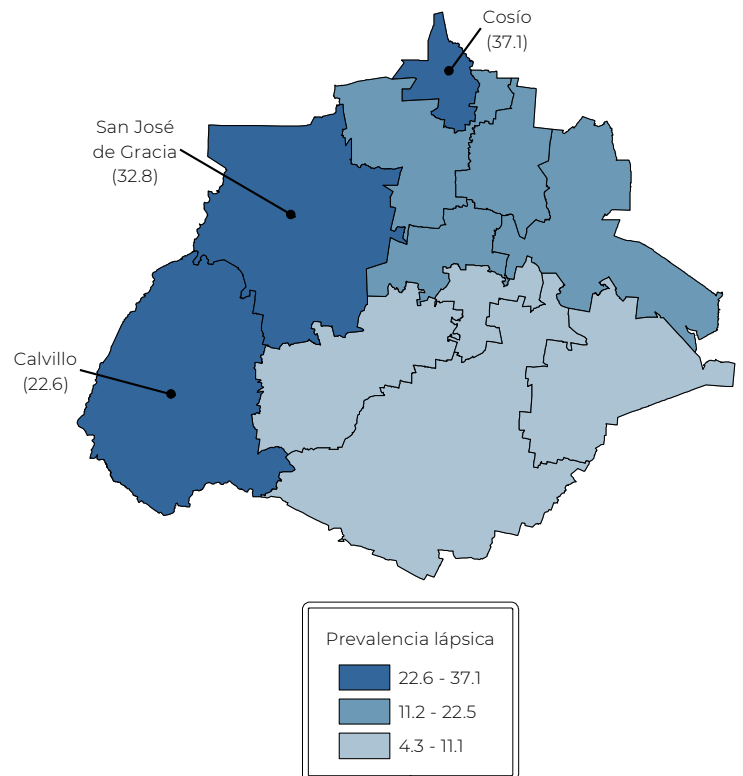 Cosío
(37.1)
San José
de Gracia
(32.8)
Calvillo
(22.6)
Prevalencia lápsica
22.6 - 37.1
11.2 - 22.5
4.3 - 11.1